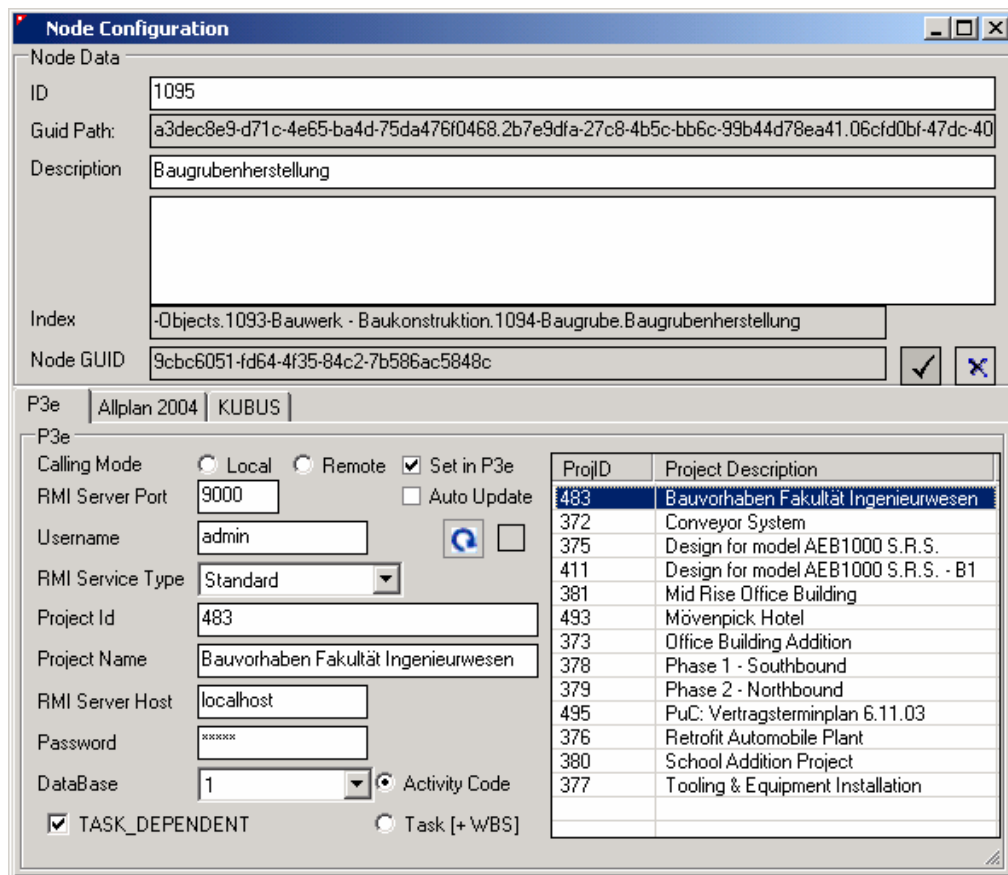 Node Configuration
Node Data
ID 1095
Guid Path: a3dec8e9-d71c-4e65-ba4d-75da476f0468.2b7e9dfa-27c8-4b5c-bb6c-99b44d78ea41.06cfd0bf-47dc-40
Description Baugrubenherstellung
Index -Objects.1093-Bauwerk - Baukonstruktion.1094-Baugrube.Baugrubenherstellung
Node GUID 9cbc6051-fd64-4f35-84c2-7b586ac5848c
P3e Allplan 2004 KUBUS
P3e
Calling Mode Local Remote Set in P3e
RMI Server Port 9000 Auto Update
Username admin
RMI Service Type Standard
Project Id 483
Project Name Bauvorhaben Fakultät Ingenieurwesen
RMI Server Host localhost
Password xxxxx
DataBase 1 Activity Code
TASK_DEPENDENT Task [+ WBS]
ProjID Project Description
483 Bauvorhaben Fakultät Ingenieurwesen
372 Conveyor System
375 Design for model AEB1000 S.R.S.
411 Design for model AEB1000 S.R.S. - B1
381 Mid Rise Office Building
493 Mövenpick Hotel
373 Office Building Addition
378 Phase 1 - Southbound
379 Phase 2 - Northbound
495 PuC: Vertragsterminplan 6.11.03
376 Retrofit Automobile Plant
380 School Addition Project
377 Tooling & Equipment Installation